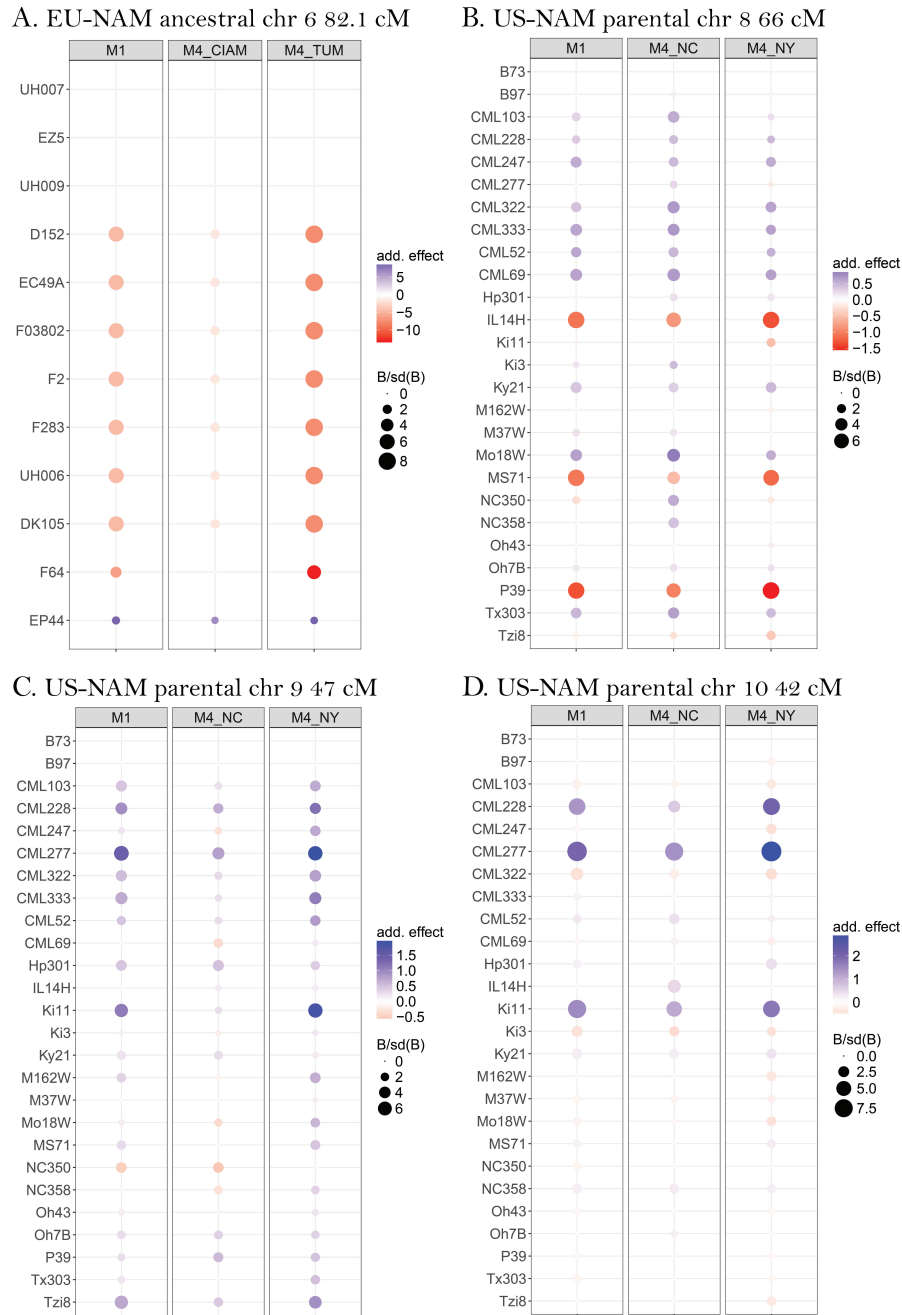 A. EU-NAM ancestral chr 6 82.1 cM
M1 M4_CIAM M4_TUM
UH007
EZ5
UH009
D152
EC49A
F03802
F2
F283
UH006
DK105
F64
EP44
add. effect
5
0
−5
−10
B/sd(B)
0
2
4
6
8
B. US-NAM parental chr 8 66 cM
M1 M4_NC M4_NY
B73
B97
CML103
CML228
CML247
CML277
CML322
CML333
CML52
CML69
Hp301
IL14H
Ki11
Ki3
Ky21
M162W
M37W
Mo18W
MS71
NC350
NC358
Oh43
Oh7B
P39
Tx303
Tzi8
add. effect
0.5
0.0
−0.5
−1.0
−1.5
B/sd(B)
0
2
4
6
C. US-NAM parental chr 9 47 cM
M1 M4_NC M4_NY
B73
B97
CML103
CML228
CML247
CML277
CML322
CML333
CML52
CML69
Hp301
IL14H
Ki11
Ki3
Ky21
M162W
M37W
Mo18W
MS71
NC350
NC358
Oh43
Oh7B
P39
Tx303
Tzi8
add. effect
1.5
1.0
0.5
0.0
−0.5
B/sd(B)
0
2
4
6
D. US-NAM parental chr 10 42 cM
M1 M4_NC M4_NY
B73
B97
CML103
CML228
CML247
CML277
CML322
CML333
CML52
CML69
Hp301
IL14H
Ki11
Ki3
Ky21
M162W
M37W
Mo18W
MS71
NC350
NC358
Oh43
Oh7B
P39
Tx303
Tzi8
add. effect
2
1
0
B/sd(B)
0.0
2.5
5.0
7.5